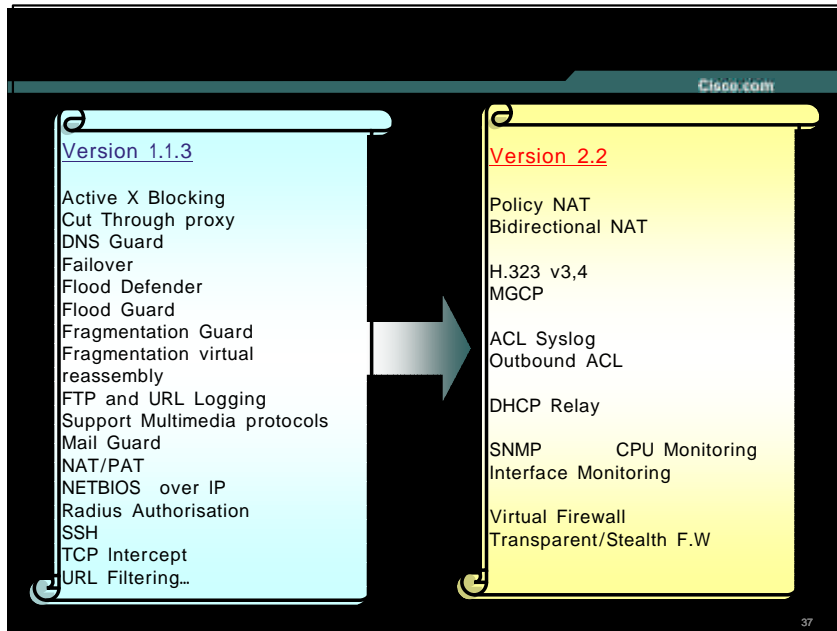 Cisco.com
Version 1.1.3
Active X Blocking
Cut Through proxy
DNS Guard
Failover
Flood Defender
Flood Guard
Fragmentation Guard
Fragmentation virtual
reassembly
FTP and URL Logging
Support Multimedia protocols
Mail Guard
NAT/PAT
NETBIOS over IP
Radius Authorisation
SSH
TCP Intercept
URL Filtering…
Version 2.2
Policy NAT
Bidirectional NAT
H.323 v3,4
MGCP
ACL Syslog
Outbound ACL
DHCP Relay
SNMP CPU Monitoring
Interface Monitoring
Virtual Firewall
Transparent/Stealth F.W
37